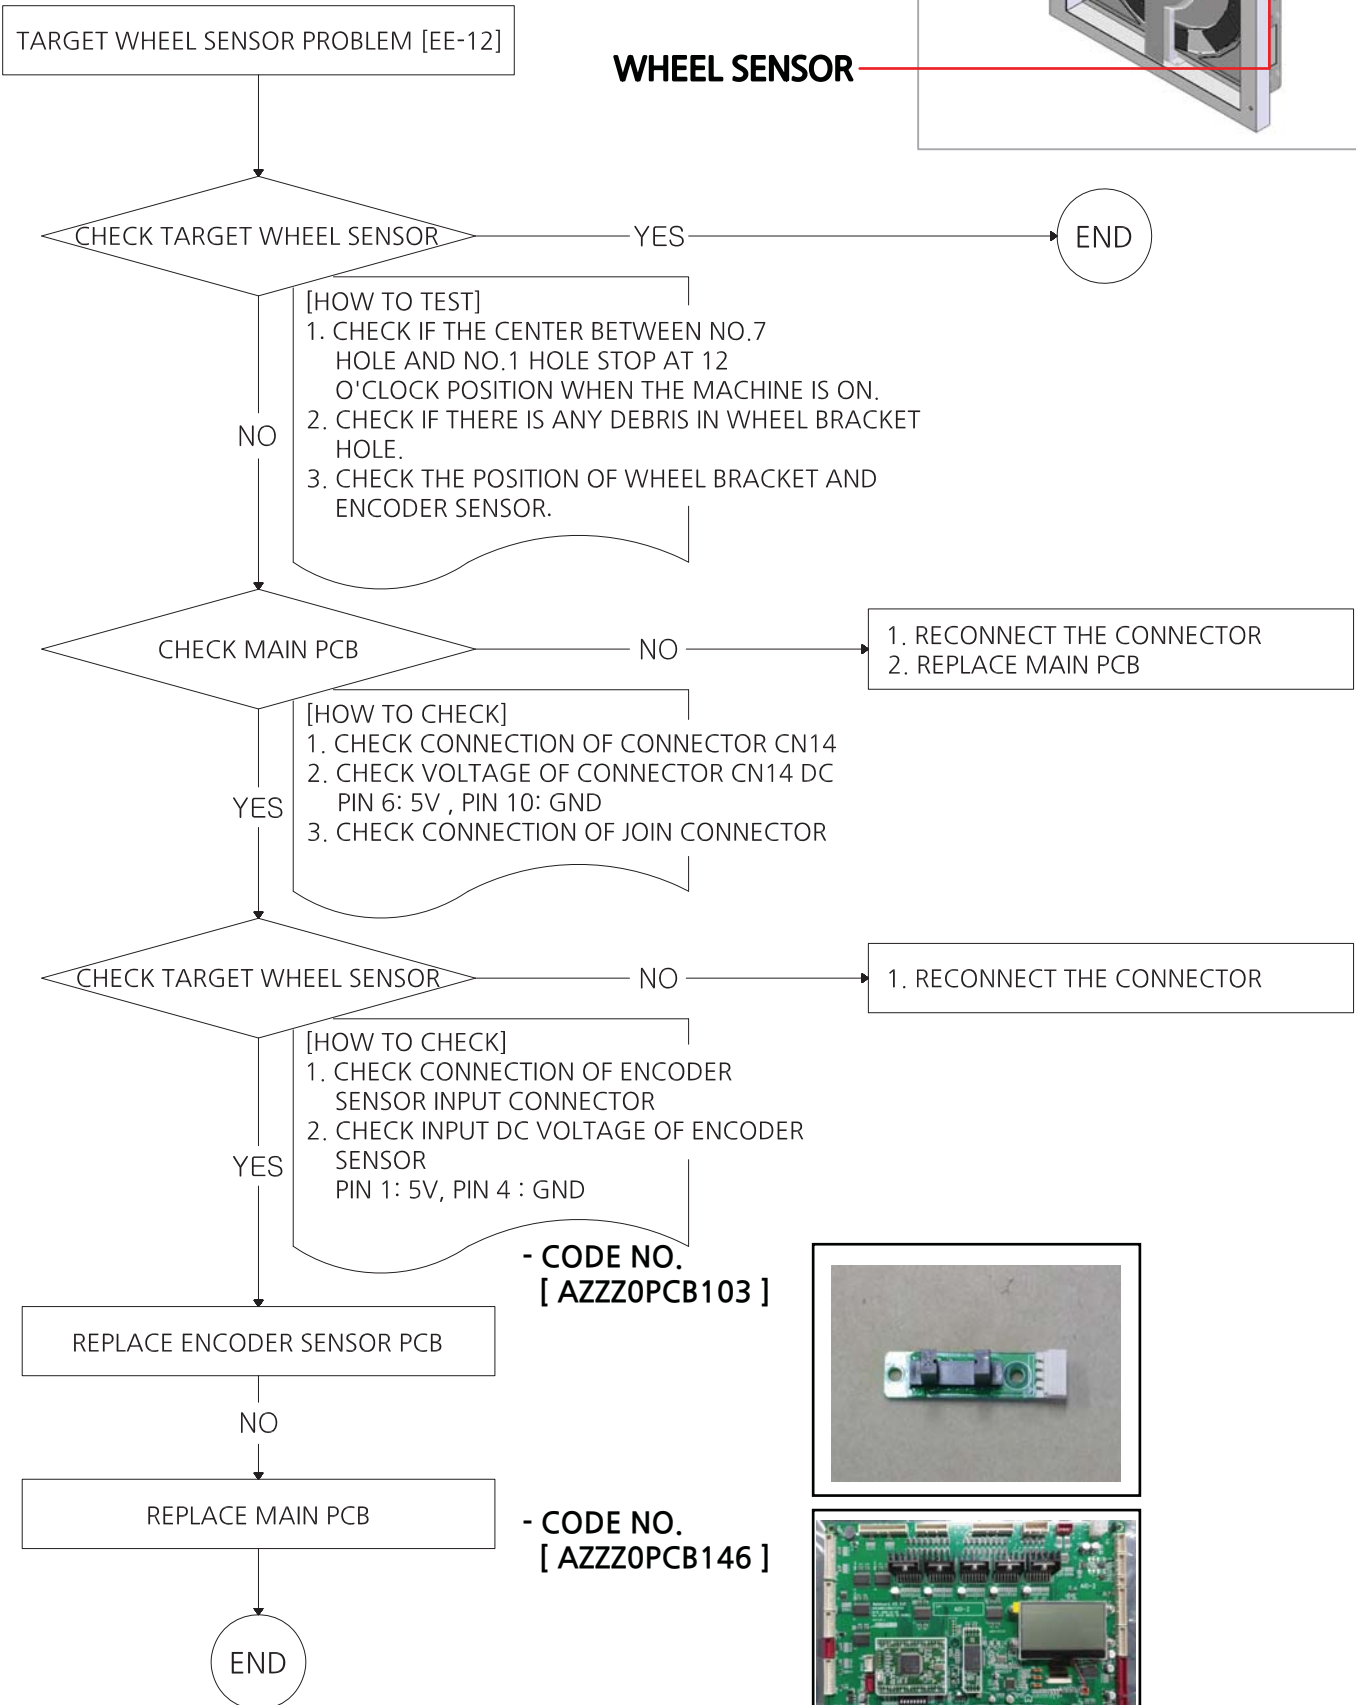 TARGET WHEEL SENSOR PROBLEM [EE-12]
WHEEL SENSOR
CHECK TARGET WHEEL SENSOR
YES
END
[HOW TO TEST]
1. CHECK IF THE CENTER BETWEEN NO.7
HOLE AND NO.1 HOLE STOP AT 12
O'CLOCK POSITION WHEN THE MACHINE IS ON.
2. CHECK IF THERE IS ANY DEBRIS IN WHEEL BRACKET
HOLE.
3. CHECK THE POSITION OF WHEEL BRACKET AND
ENCODER SENSOR.
NO
CHECK MAIN PCB
NO
1. RECONNECT THE CONNECTOR
2. REPLACE MAIN PCB
[HOW TO CHECK]
1. CHECK CONNECTION OF CONNECTOR CN14
2. CHECK VOLTAGE OF CONNECTOR CN14 DC
PIN 6: 5V , PIN 10: GND
3. CHECK CONNECTION OF JOIN CONNECTOR
YES
CHECK TARGET WHEEL SENSOR
NO
1. RECONNECT THE CONNECTOR
[HOW TO CHECK]
1. CHECK CONNECTION OF ENCODER
SENSOR INPUT CONNECTOR
2. CHECK INPUT DC VOLTAGE OF ENCODER
SENSOR
PIN 1: 5V, PIN 4 : GND
YES
- CODE NO.
[ AZZZ0PCB103 ]
REPLACE ENCODER SENSOR PCB
NO
REPLACE MAIN PCB
- CODE NO.
[ AZZZ0PCB146 ]
END